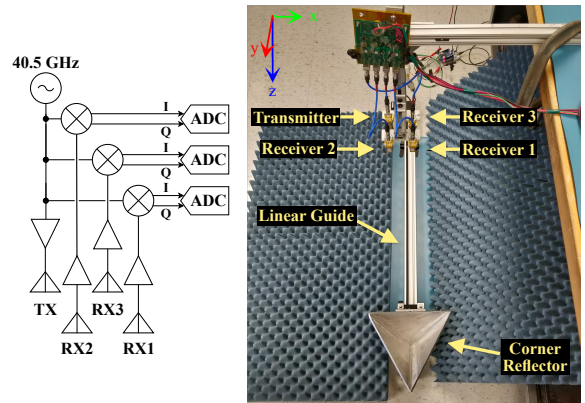 40.5 GHz
I
Q
ADC
I
Q
ADC
I
Q
ADC
TX
RX3
RX2
RX1
x
y
z
Transmitter
Receiver 3
Receiver 2
Receiver 1
Linear Guide
Corner
Reflector